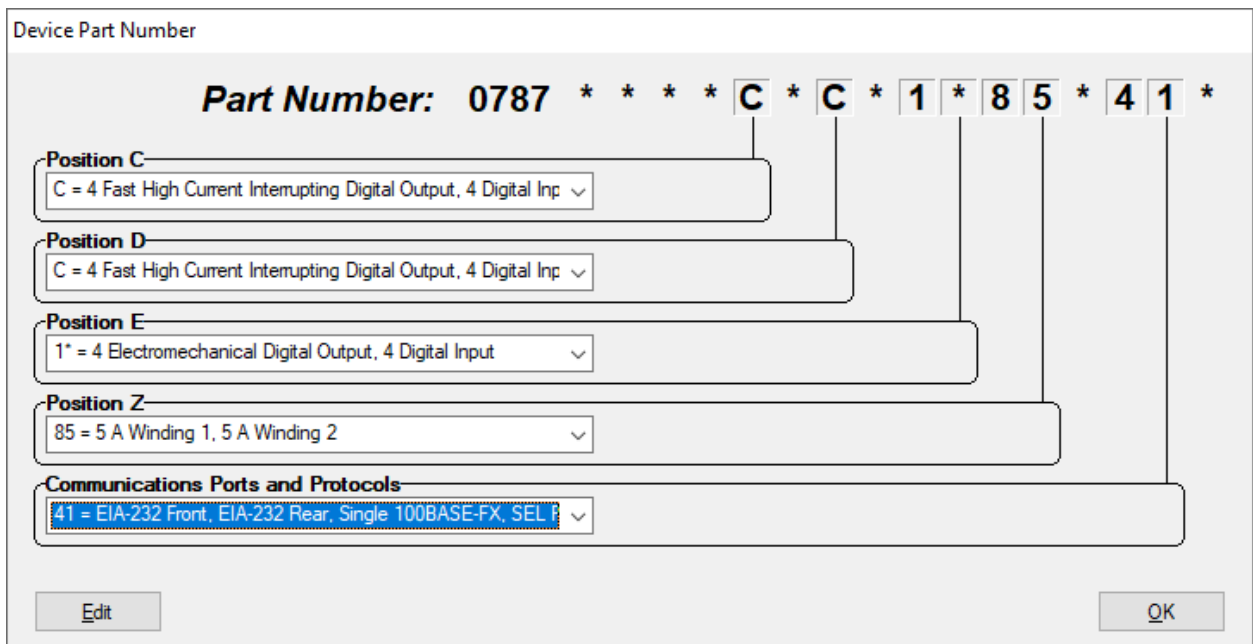 Device Part Number
Part Number: 0787 * * * * C * C * 1 * 8 5 * 4 1 *
Position C
C = 4 Fast High Current Interrupting Digital Output, 4 Digital Inp
Position D
C = 4 Fast High Current Interrupting Digital Output, 4 Digital Inp
Position E
1* = 4 Electromechanical Digital Output, 4 Digital Input
Position Z
85 = 5 A Winding 1, 5 A Winding 2
Communications Ports and Protocols
41 = EIA-232 Front, EIA-232 Rear, Single 100BASE-FX, SEL
Edit
OK